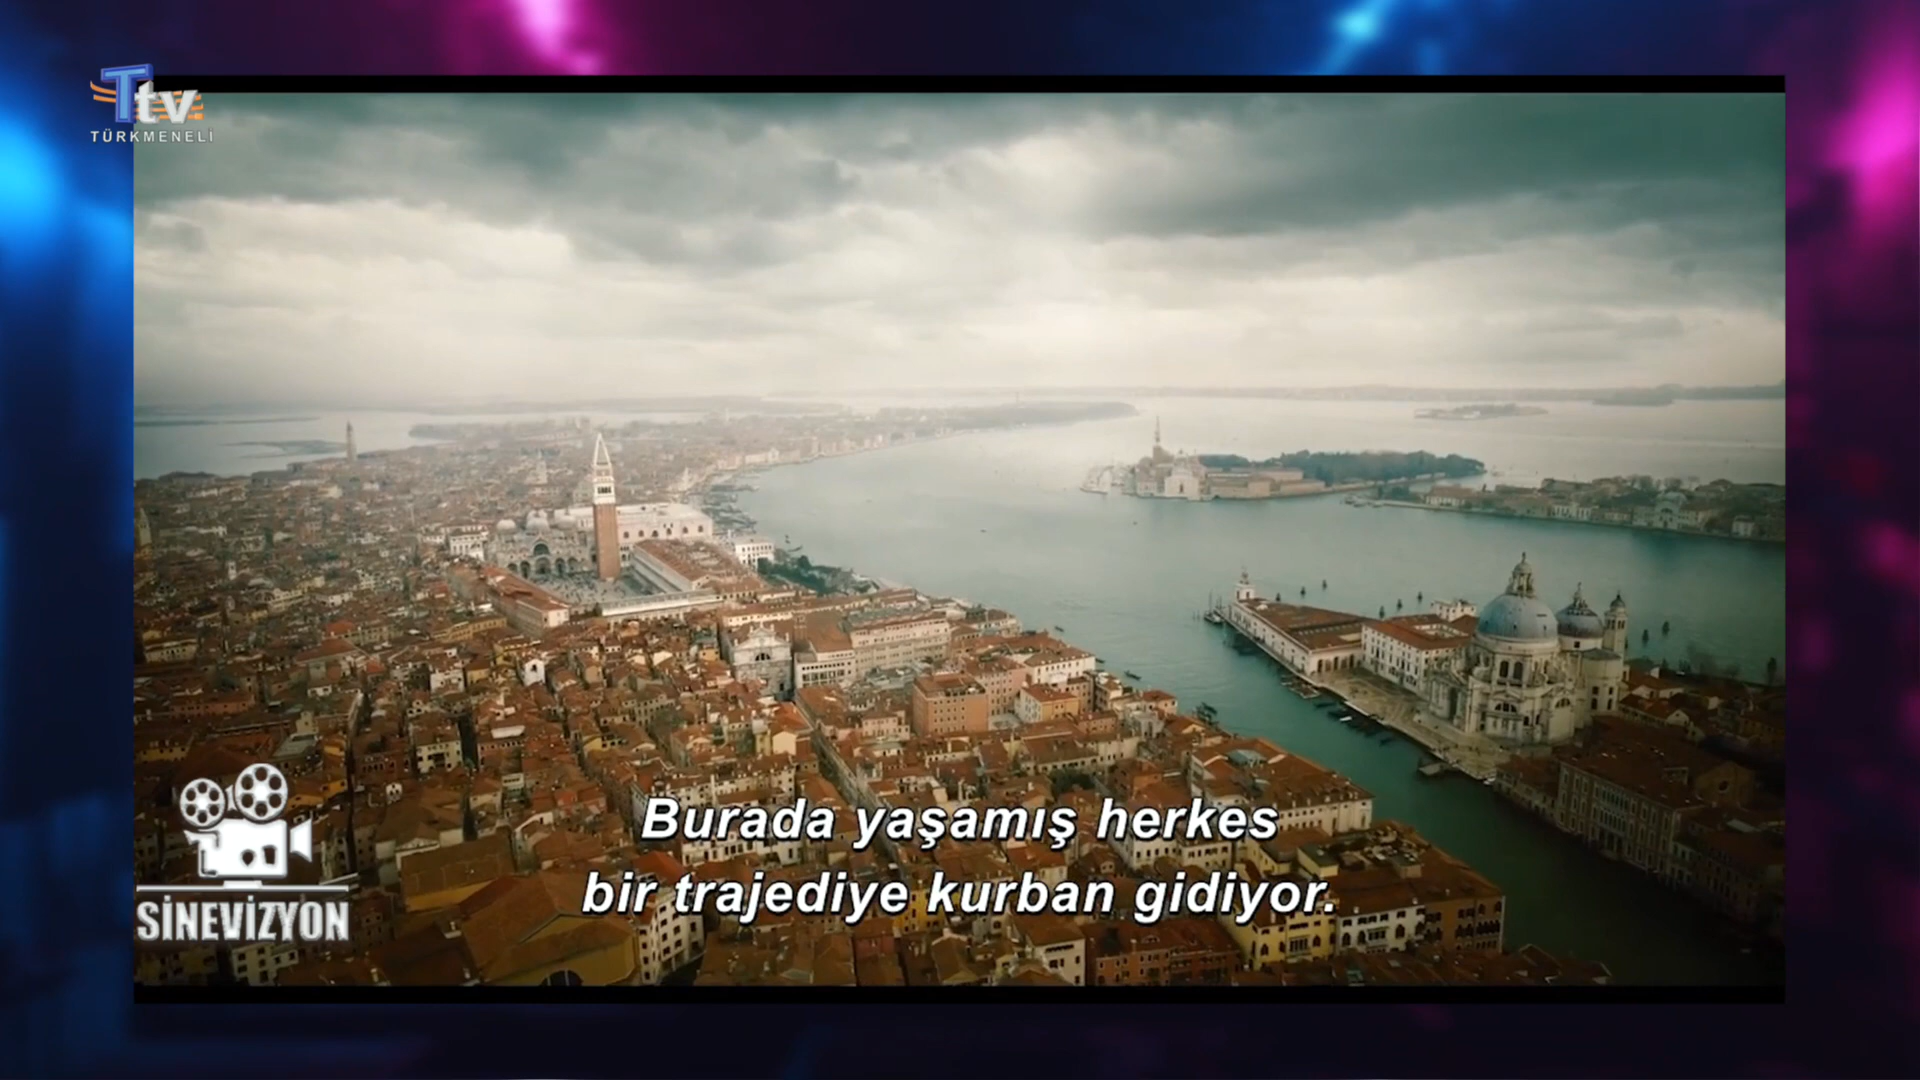 Ttv
TÜRKMENELİ
Burada yaşamış herkes
bir trajediye kurban gidiyor.
SİNEVİZYON